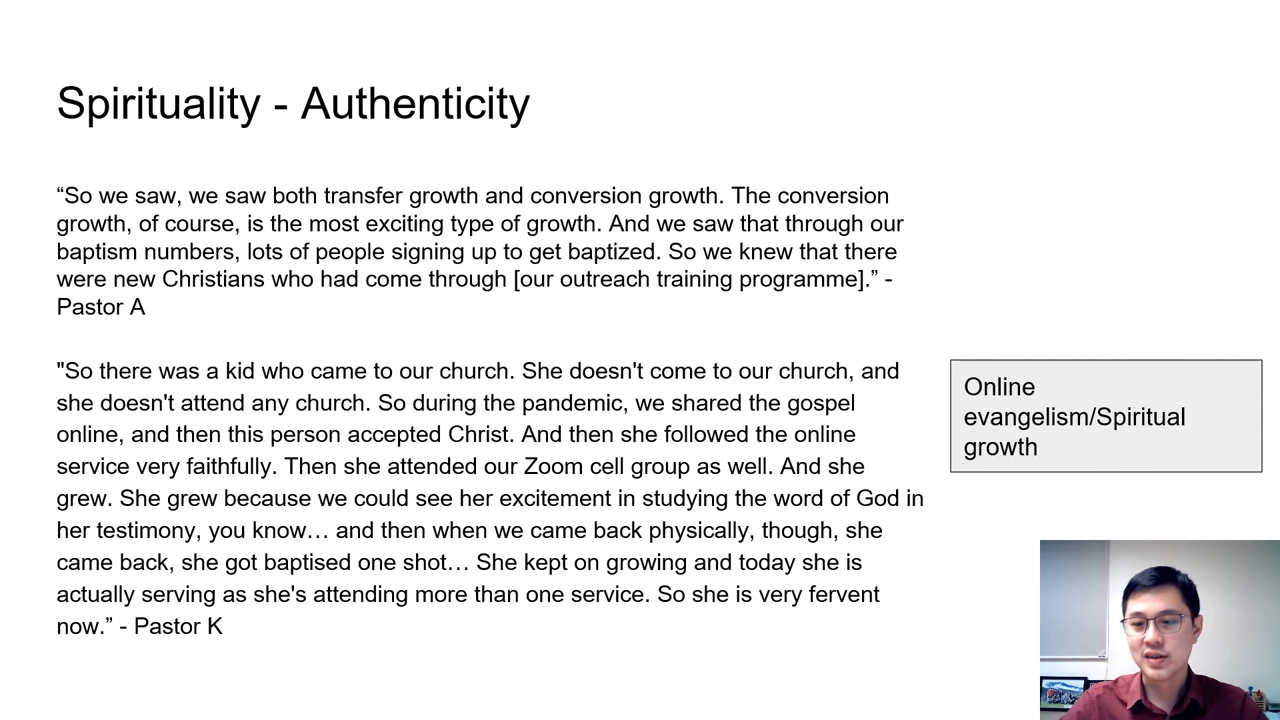 Spirituality - Authenticity
“So we saw, we saw both transfer growth and conversion growth. The conversion
growth, of course, is the most exciting type of growth. And we saw that through our
baptism numbers, lots of people signing up to get baptized. So we knew that there
were new Christians who had come through [our outreach training programme].” -
Pastor A
"So there was a kid who came to our church. She doesn't come to our church, and
she doesn't attend any church. So during the pandemic, we shared the gospel
online, and then this person accepted Christ. And then she followed the online
service very faithfully. Then she attended our Zoom cell group as well. And she
grew. She grew because we could see her excitement in studying the word of God in
her testimony, you know… and then when we came back physically, though, she
came back, she got baptised one shot… She kept on growing and today she is
actually serving as she's attending more than one service. So she is very fervent
now.” - Pastor K
Online
evangelism/Spiritual
growth